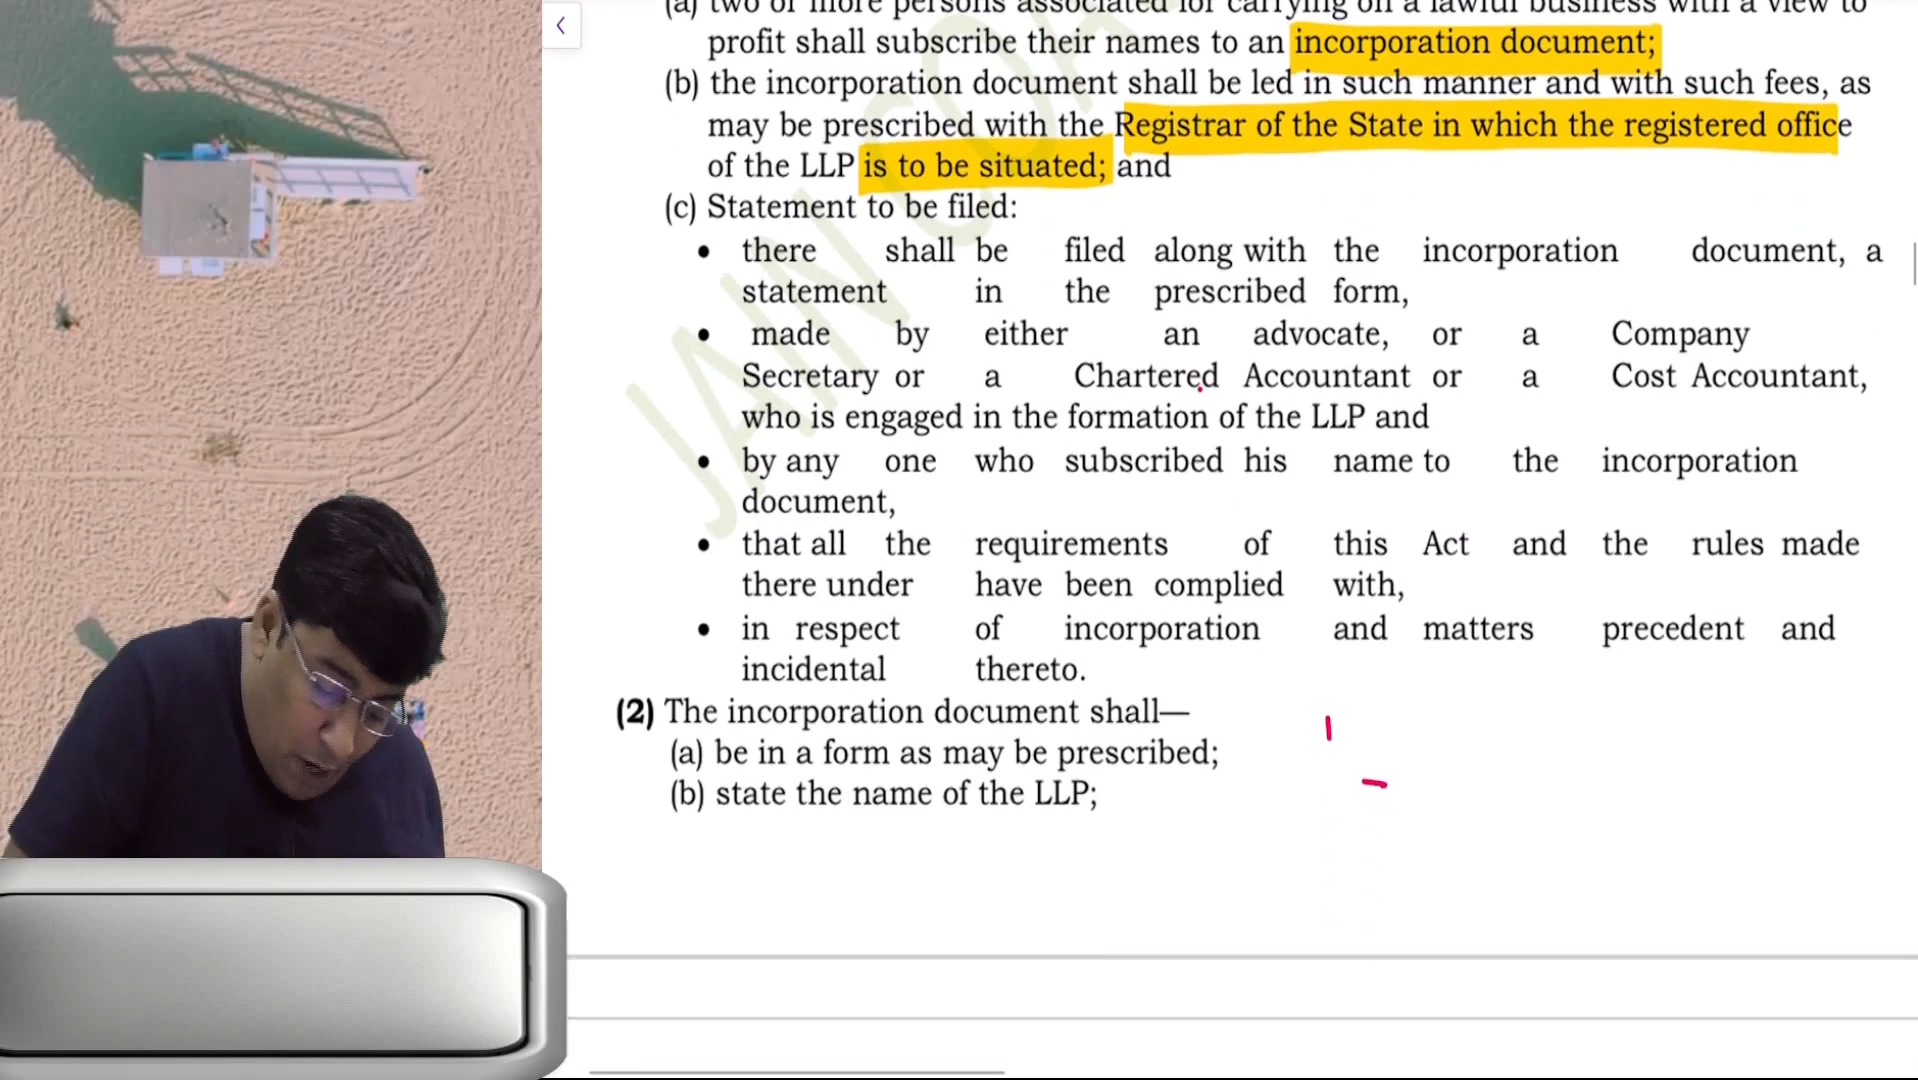 (a) two or more persons associated for carrying on a lawful business with a view to
profit shall subscribe their names to an incorporation document;
(b) the incorporation document shall be led in such manner and with such fees, as
may be prescribed with the Registrar of the State in which the registered office
of the LLP is to be situated; and
(c) Statement to be filed:
• there shall be filed along with the incorporation document, a
statement in the prescribed form,
• made by either an advocate, or a Company
Secretary or a Chartered Accountant or a Cost Accountant,
who is engaged in the formation of the LLP and
• by any one who subscribed his name to the incorporation
document,
• that all the requirements of this Act and the rules made
there under have been complied with,
• in respect of incorporation and matters precedent and
incidental thereto.
(2) The incorporation document shall—
(a) be in a form as may be prescribed;
(b) state the name of the LLP;
JAIN